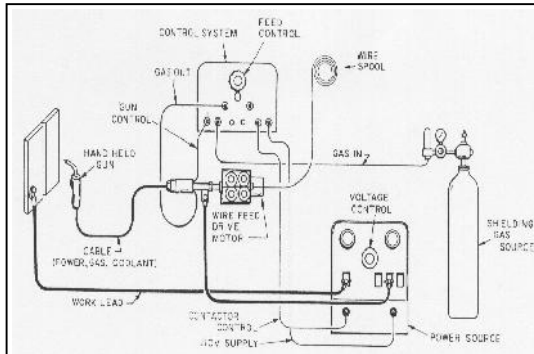 FEED
CONTROL
CONTROL SYSTEM
WIRE
SPOOL
GAS OUT
GUN
CONTROL
HAND HELD
GUN
GAS IN
VOLTAGE
CONTROL
WIRE FEED
DRIVE
MOTOR
SHIELDING
GAS
SOURCE
CABLE
(POWER, GAS, COOLANT)
WORK LEAD
CONTACTOR
CONTROL
POWER SOURCE
SUPPLY